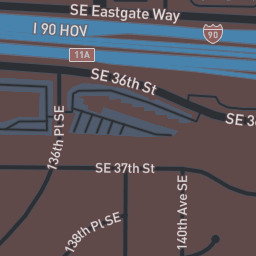 SE Eastgate Way
I 90 HOV
90
11A
SE 36th St
SE 36
136th Pl SE
SE 37th St
138th Pl SE
140th Ave SE